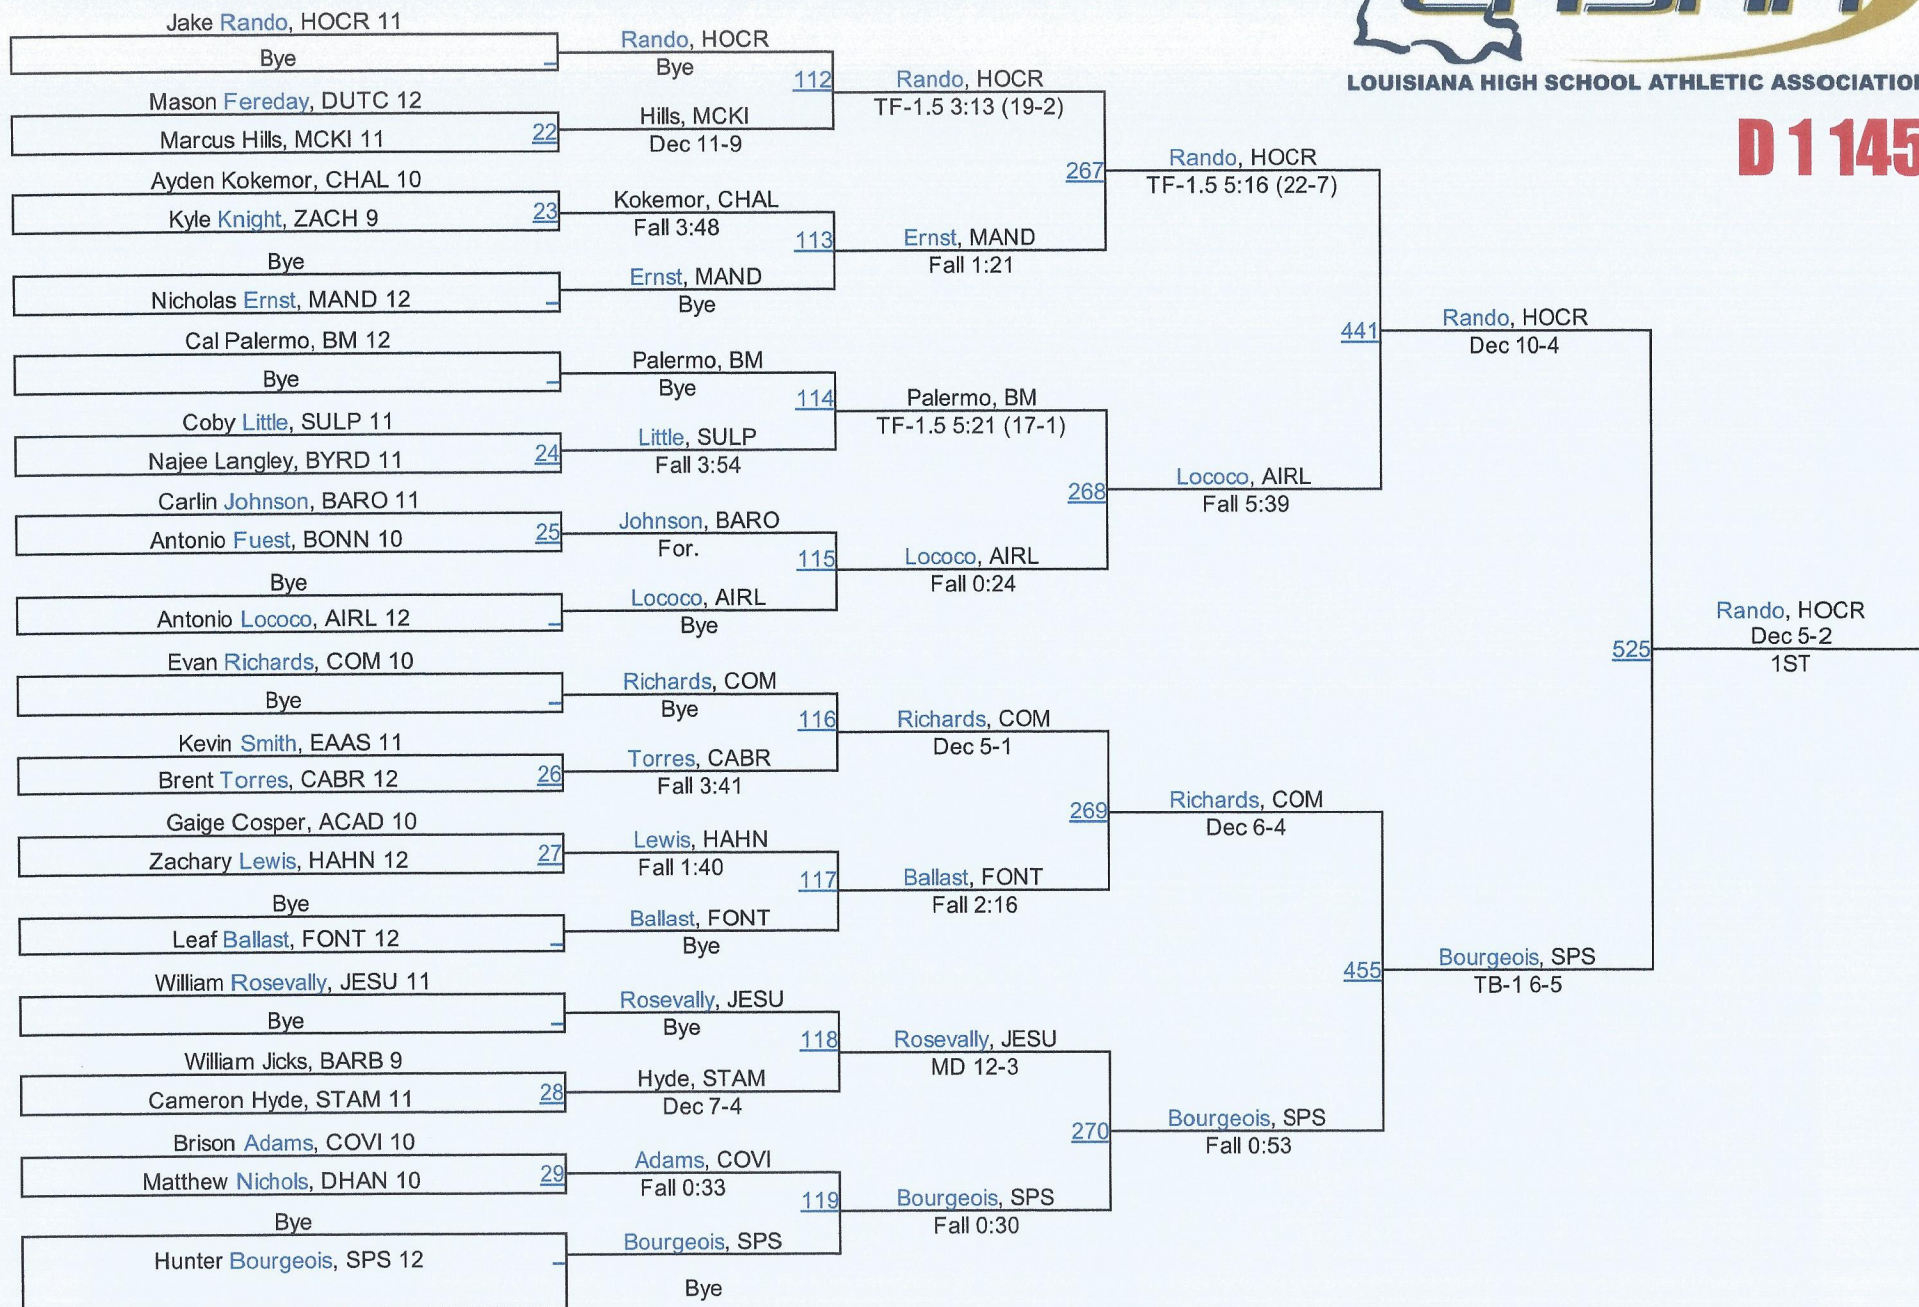 LHSAA
LOUISIANA HIGH SCHOOL ATHLETIC ASSOCIATION
D 1 145
Jake Rando, HOCR 11
Bye
Mason Fereday, DUTC 12
Marcus Hills, MCKI 11
22
Ayden Kokemor, CHAL 10
Kyle Knight, ZACH 9
23
Bye
Nicholas Ernst, MAND 12
Cal Palermo, BM 12
Bye
Coby Little, SULP 11
Najee Langley, BYRD 11
24
Carlin Johnson, BARO 11
Antonio Fuest, BONN 10
25
Bye
Antonio Lococo, AIRL 12
Evan Richards, COM 10
Bye
Kevin Smith, EAAS 11
Brent Torres, CABR 12
26
Gaige Cosper, ACAD 10
Zachary Lewis, HAHN 12
27
Bye
Leaf Ballast, FONT 12
William Rosevally, JESU 11
Bye
William Jicks, BARB 9
Cameron Hyde, STAM 11
28
Brison Adams, COVI 10
Matthew Nichols, DHAN 10
29
Bye
Hunter Bourgeois, SPS 12
Rando, HOCR
Bye
112
Hills, MCKI
Dec 11-9
Kokemor, CHAL
Fall 3:48
113
Ernst, MAND
Bye
Palermo, BM
Bye
114
Little, SULP
Fall 3:54
Johnson, BARO
For.
115
Lococo, AIRL
Bye
Richards, COM
Bye
116
Torres, CABR
Fall 3:41
Lewis, HAHN
Fall 1:40
117
Ballast, FONT
Bye
Rosevally, JESU
Bye
118
Hyde, STAM
Dec 7-4
Adams, COVI
Fall 0:33
119
Bourgeois, SPS
Bye
Rando, HOCR
TF-1.5 3:13 (19-2)
267
Ernst, MAND
Fall 1:21
Palermo, BM
TF-1.5 5:21 (17-1)
268
Lococo, AIRL
Fall 0:24
Richards, COM
Dec 5-1
269
Ballast, FONT
Fall 2:16
Rosevally, JESU
MD 12-3
270
Bourgeois, SPS
Fall 0:30
Rando, HOCR
TF-1.5 5:16 (22-7)
441
Lococo, AIRL
Fall 5:39
Richards, COM
Dec 6-4
455
Bourgeois, SPS
Fall 0:53
Rando, HOCR
Dec 10-4
525
Bourgeois, SPS
TB-1 6-5
Rando, HOCR
Dec 5-2
1ST